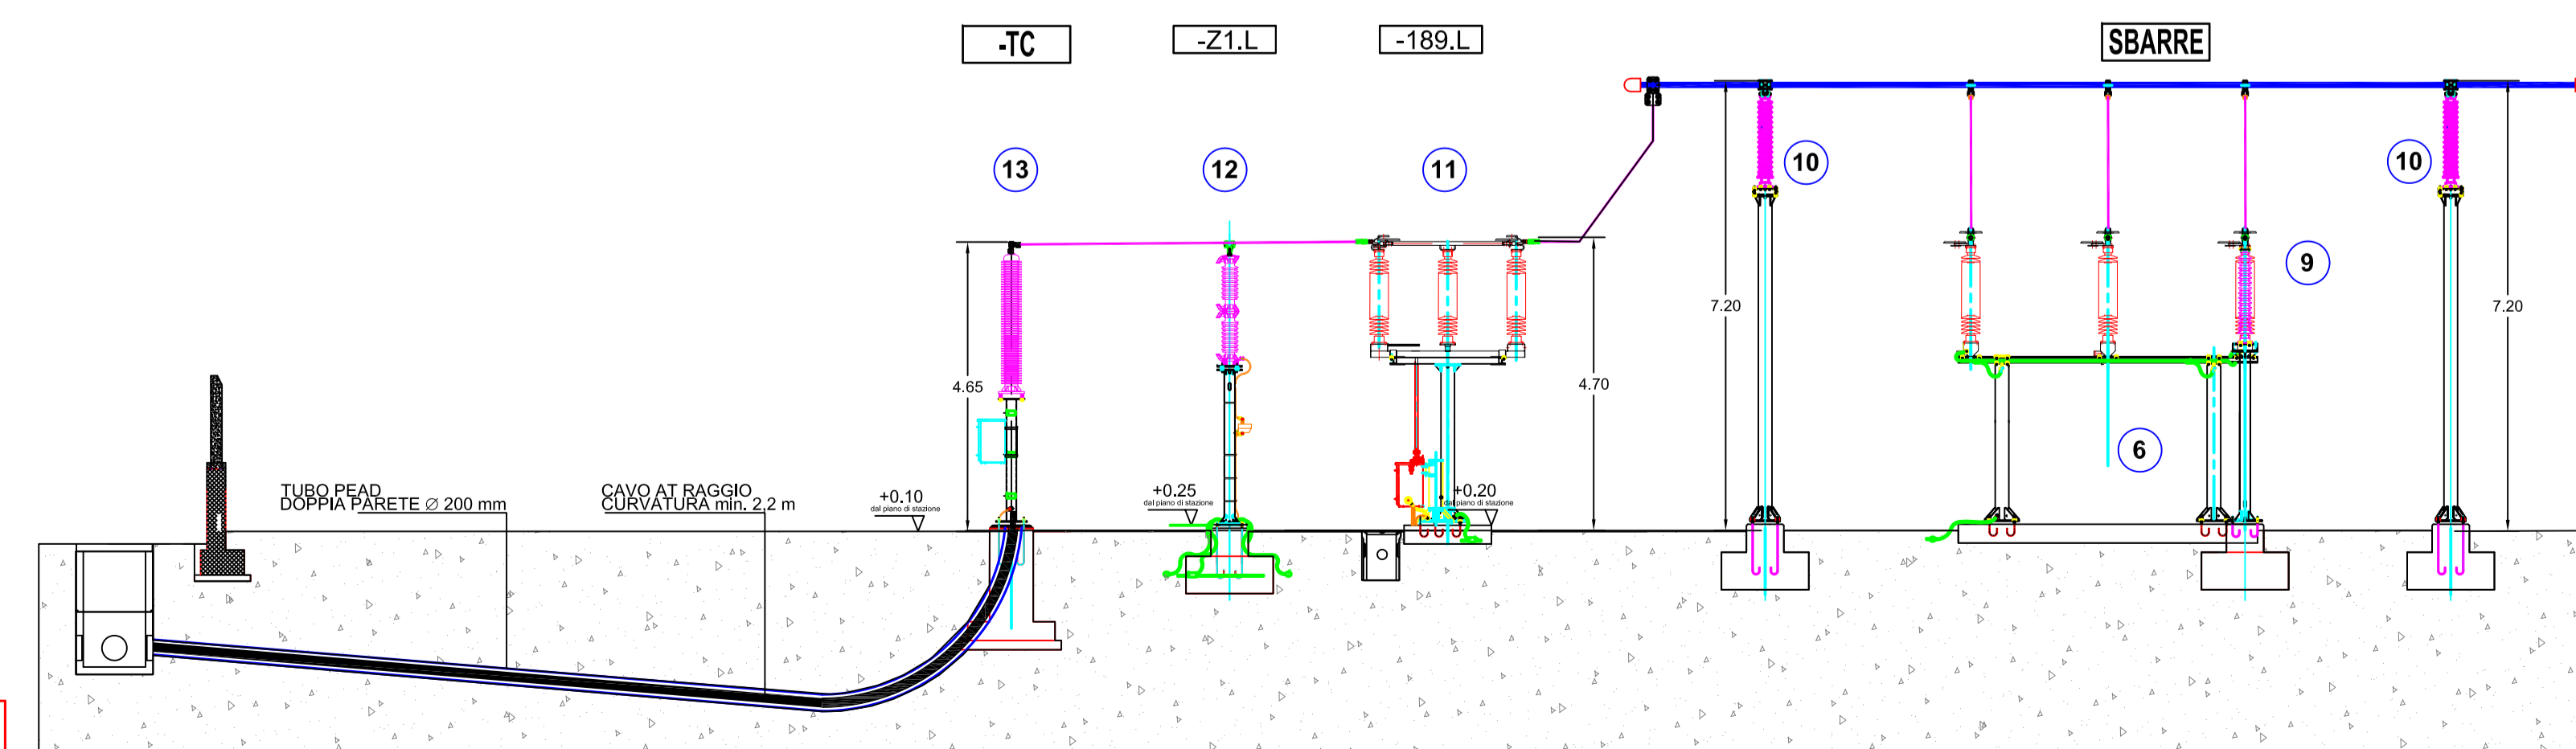 -TC
-Z1.L
-189.L
SBARRE
13
12
11
10
10
9
6
4.65
4.70
7.20
7.20
TUBO PEAD
DOPPIA PARETE Ø 200 mm
CAVO AT RAGGIO
CURVATURA min. 2,2 m
+0.10
dal piano di stazione
+0.25
dal piano di stazione
+0.20
dal piano di stazione